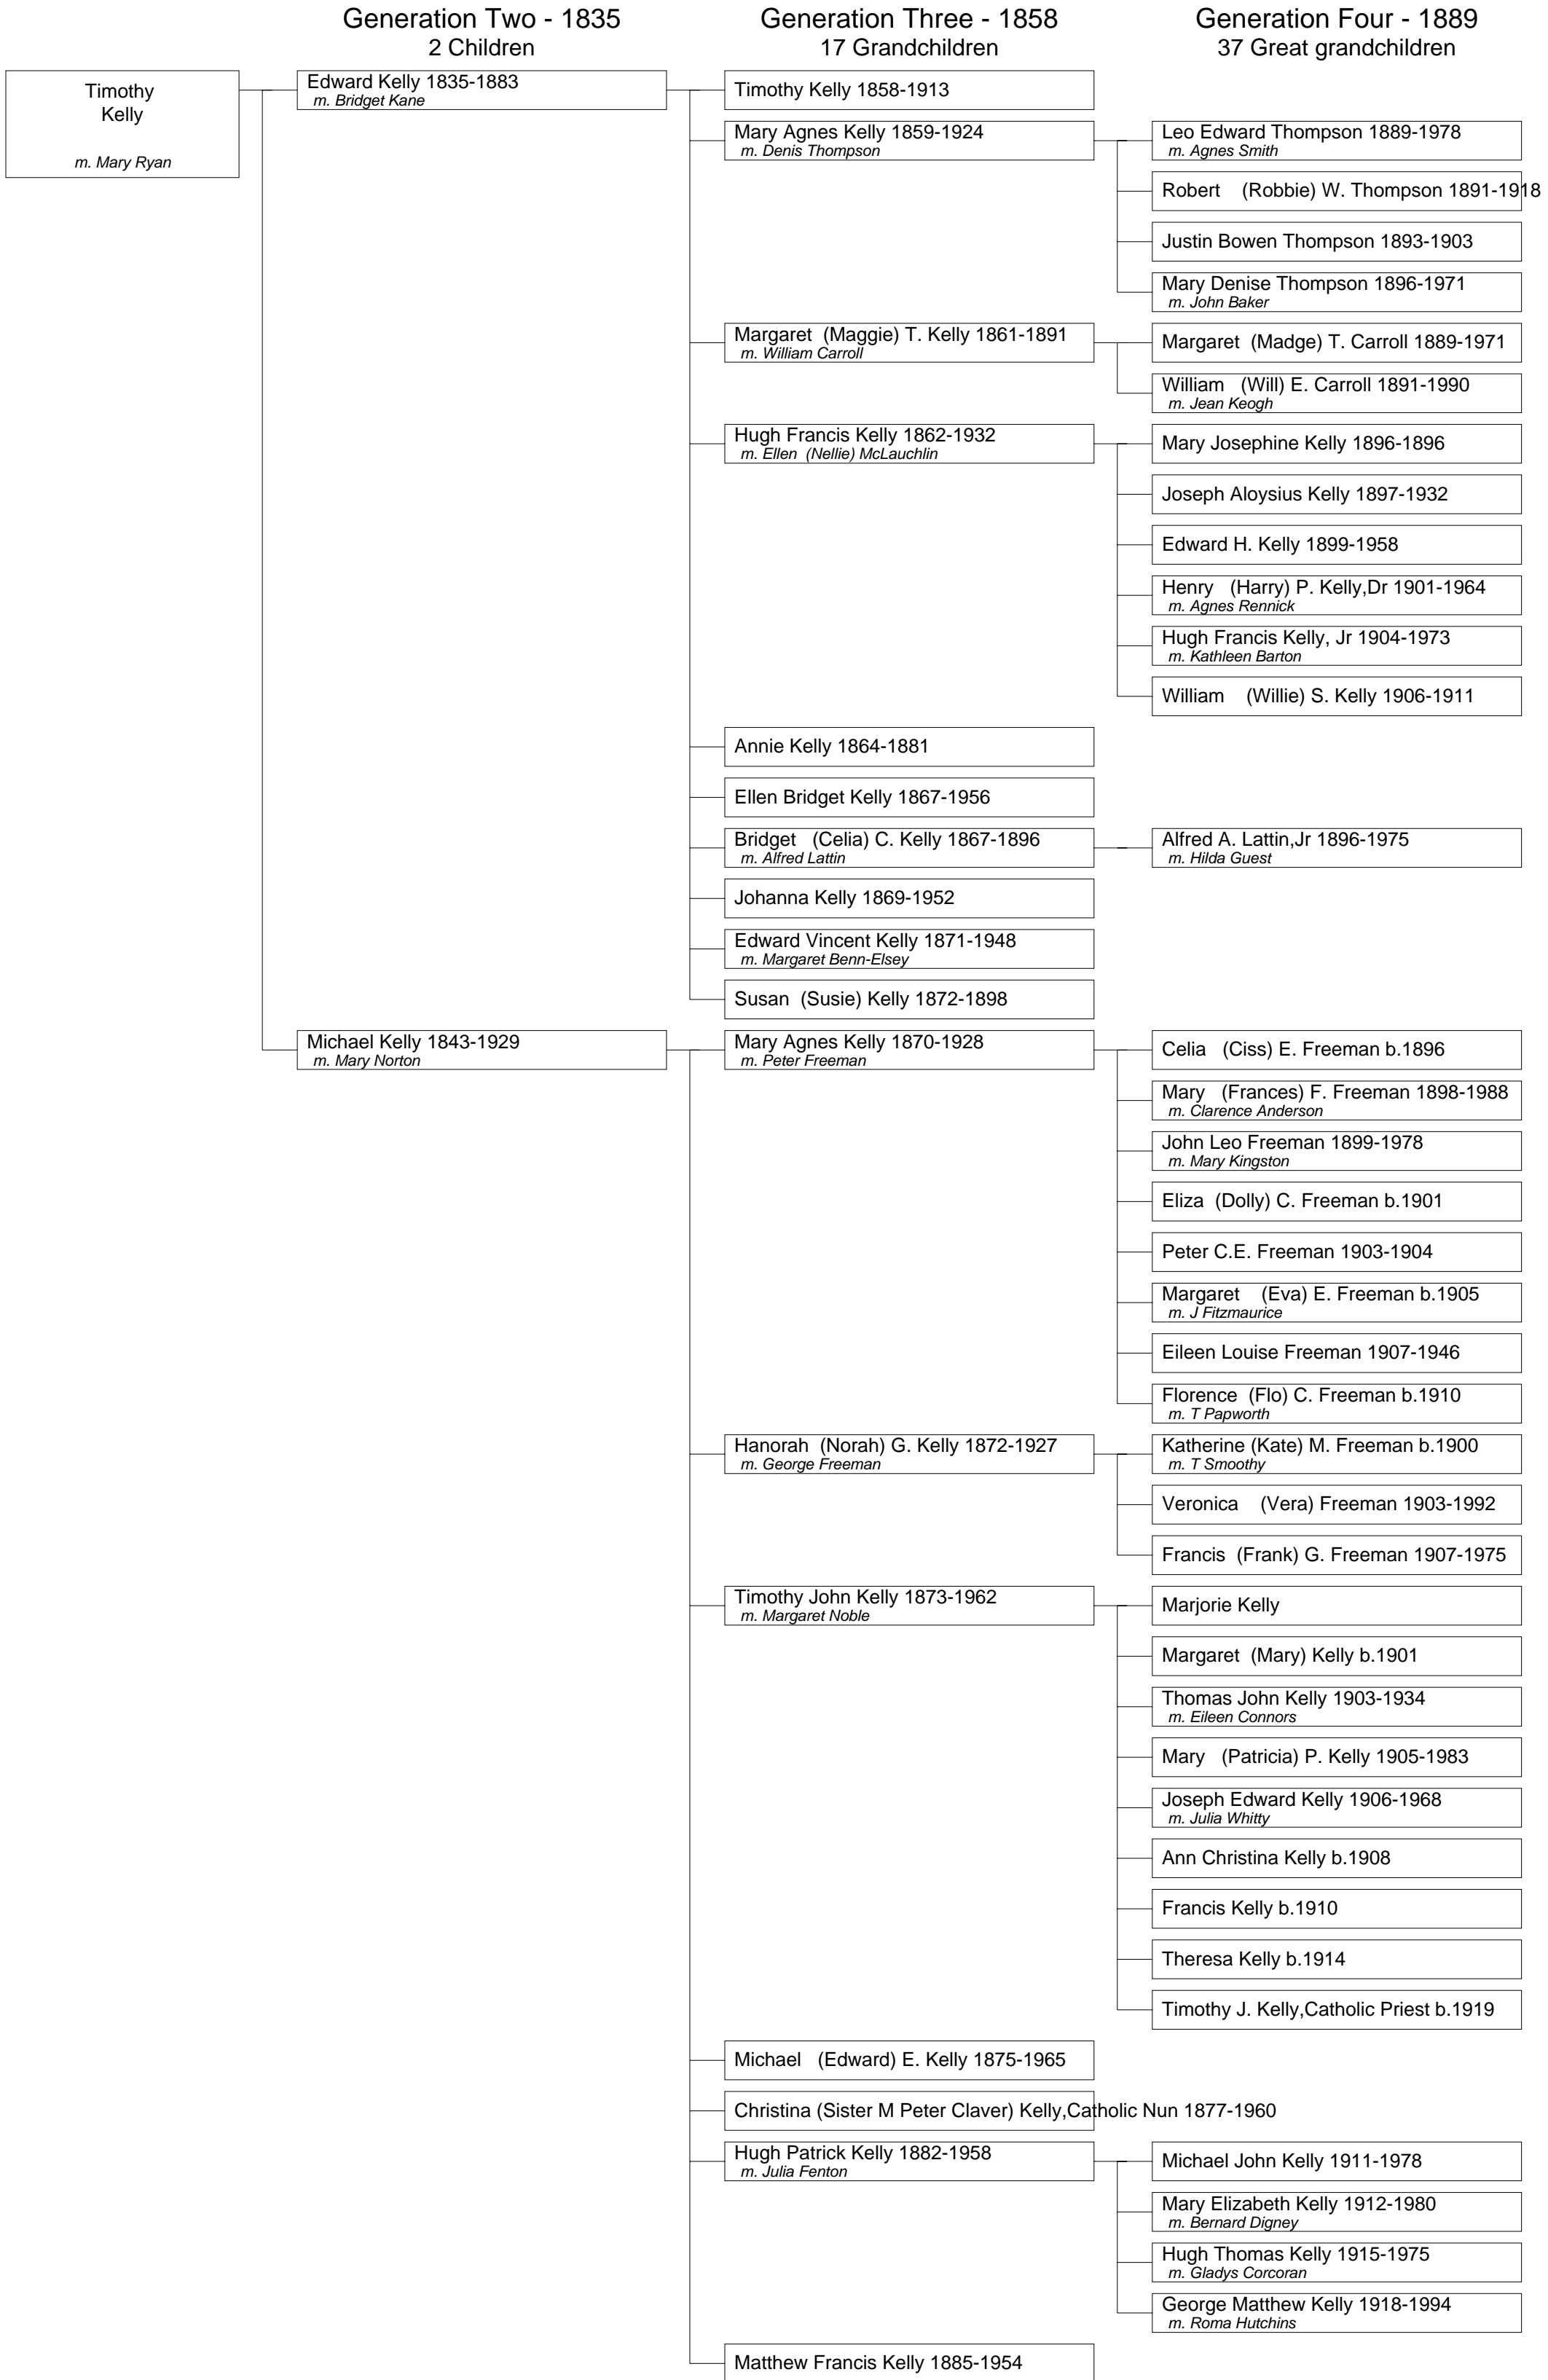 Generation Two - 1835
2 Children
Generation Three - 1858
17 Grandchildren
Generation Four - 1889
37 Great grandchildren
Timothy
Kelly
m. Mary Ryan
Edward Kelly 1835-1883
m. Bridget Kane
Timothy Kelly 1858-1913
Mary Agnes Kelly 1859-1924
m. Denis Thompson
Leo Edward Thompson 1889-1978
m. Agnes Smith
Robert (Robbie) W. Thompson 1891-1918
Justin Bowen Thompson 1893-1903
Mary Denise Thompson 1896-1971
m. John Baker
Margaret (Maggie) T. Kelly 1861-1891
m. William Carroll
Margaret (Madge) T. Carroll 1889-1971
William (Will) E. Carroll 1891-1990
m. Jean Keogh
Hugh Francis Kelly 1862-1932
m. Ellen (Nellie) McLauchlin
Mary Josephine Kelly 1896-1896
Joseph Aloysius Kelly 1897-1932
Edward H. Kelly 1899-1958
Henry (Harry) P. Kelly,Dr 1901-1964
m. Agnes Rennick
Hugh Francis Kelly, Jr 1904-1973
m. Kathleen Barton
William (Willie) S. Kelly 1906-1911
Annie Kelly 1864-1881
Ellen Bridget Kelly 1867-1956
Bridget (Celia) C. Kelly 1867-1896
m. Alfred Lattin
Alfred A. Lattin,Jr 1896-1975
m. Hilda Guest
Johanna Kelly 1869-1952
Edward Vincent Kelly 1871-1948
m. Margaret Benn-Elsey
Susan (Susie) Kelly 1872-1898
Michael Kelly 1843-1929
m. Mary Norton
Mary Agnes Kelly 1870-1928
m. Peter Freeman
Celia (Ciss) E. Freeman b.1896
Mary (Frances) F. Freeman 1898-1988
m. Clarence Anderson
John Leo Freeman 1899-1978
m. Mary Kingston
Eliza (Dolly) C. Freeman b.1901
Peter C.E. Freeman 1903-1904
Margaret (Eva) E. Freeman b.1905
m. J Fitzmaurice
Eileen Louise Freeman 1907-1946
Florence (Flo) C. Freeman b.1910
m. T Papworth
Hanorah (Norah) G. Kelly 1872-1927
m. George Freeman
Katherine (Kate) M. Freeman b.1900
m. T Smoothy
Veronica (Vera) Freeman 1903-1992
Francis (Frank) G. Freeman 1907-1975
Timothy John Kelly 1873-1962
m. Margaret Noble
Marjorie Kelly
Margaret (Mary) Kelly b.1901
Thomas John Kelly 1903-1934
m. Eileen Connors
Mary (Patricia) P. Kelly 1905-1983
Joseph Edward Kelly 1906-1968
m. Julia Whitty
Ann Christina Kelly b.1908
Francis Kelly b.1910
Theresa Kelly b.1914
Timothy J. Kelly,Catholic Priest b.1919
Michael (Edward) E. Kelly 1875-1965
Christina (Sister M Peter Claver) Kelly,Catholic Nun 1877-1960
Hugh Patrick Kelly 1882-1958
m. Julia Fenton
Michael John Kelly 1911-1978
Mary Elizabeth Kelly 1912-1980
m. Bernard Digney
Hugh Thomas Kelly 1915-1975
m. Gladys Corcoran
George Matthew Kelly 1918-1994
m. Roma Hutchins
Matthew Francis Kelly 1885-1954